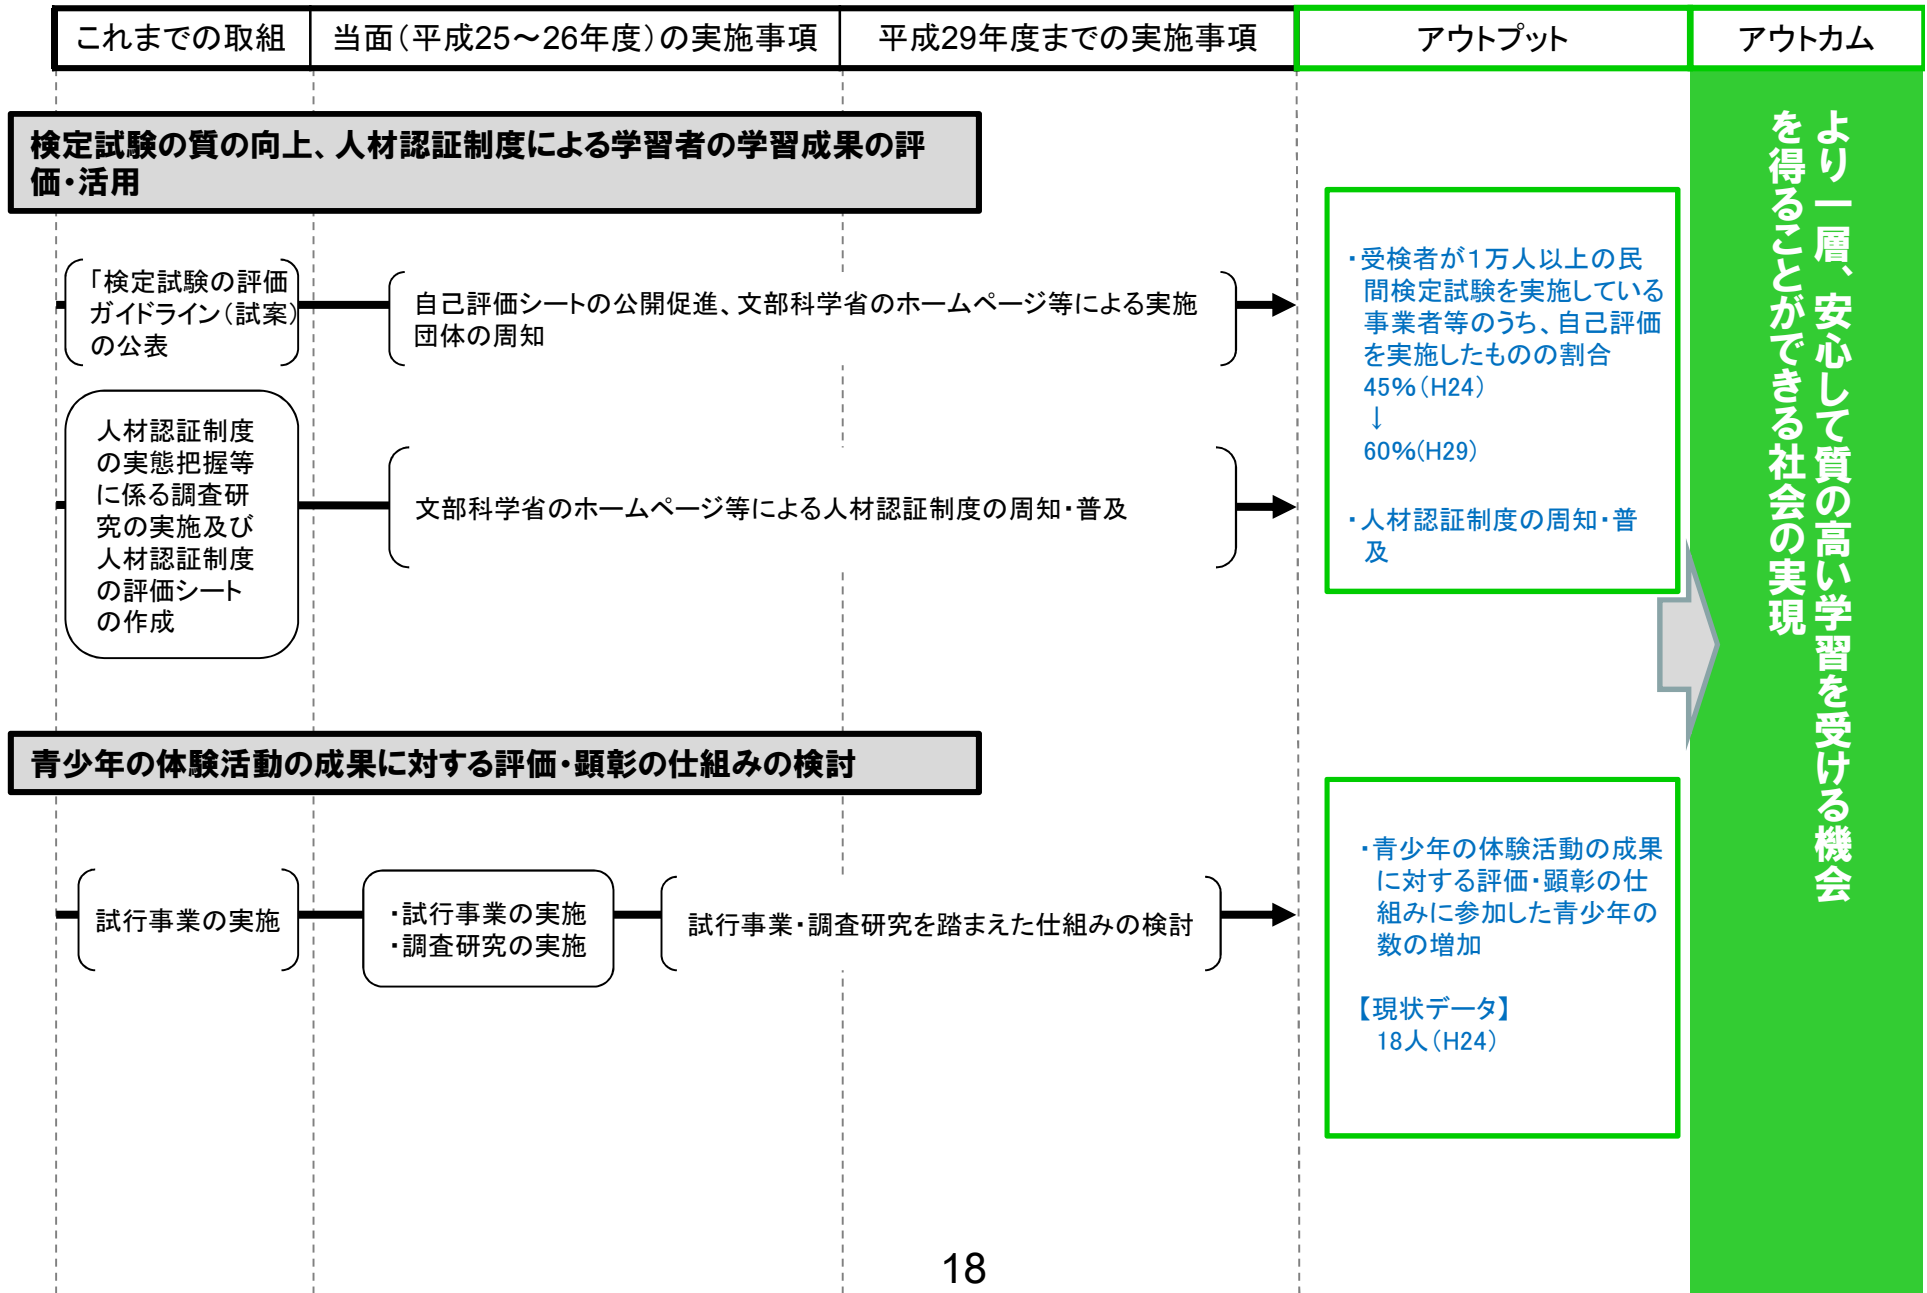 これまでの取組
当面(平成25～26年度)の実施事項
平成29年度までの実施事項
アウトプット
アウトカム
検定試験の質の向上、人材認証制度による学習者の学習成果の評
価・活用
「検定試験の評価
ガイドライン(試案)
の公表
自己評価シートの公開促進、文部科学省のホームページ等による実施
団体の周知
人材認証制度
の実態把握等
に係る調査研
究の実施及び
人材認証制度
の評価シート
の作成
文部科学省のホームページ等による人材認証制度の周知・普及
・受検者が1万人以上の民
間検定試験を実施している
事業者等のうち、自己評価
を実施したものの割合
45%(H24)
↓
60%(H29)
・人材認証制度の周知・普
及
青少年の体験活動の成果に対する評価・顕彰の仕組みの検討
試行事業の実施
・試行事業の実施
・調査研究の実施
試行事業・調査研究を踏まえた仕組みの検討
・青少年の体験活動の成果
に対する評価・顕彰の仕
組みに参加した青少年の
数の増加
【現状データ】
18人(H24)
より一層、安心して質の高い学習を受ける機会
を得ることができる社会の実現
18